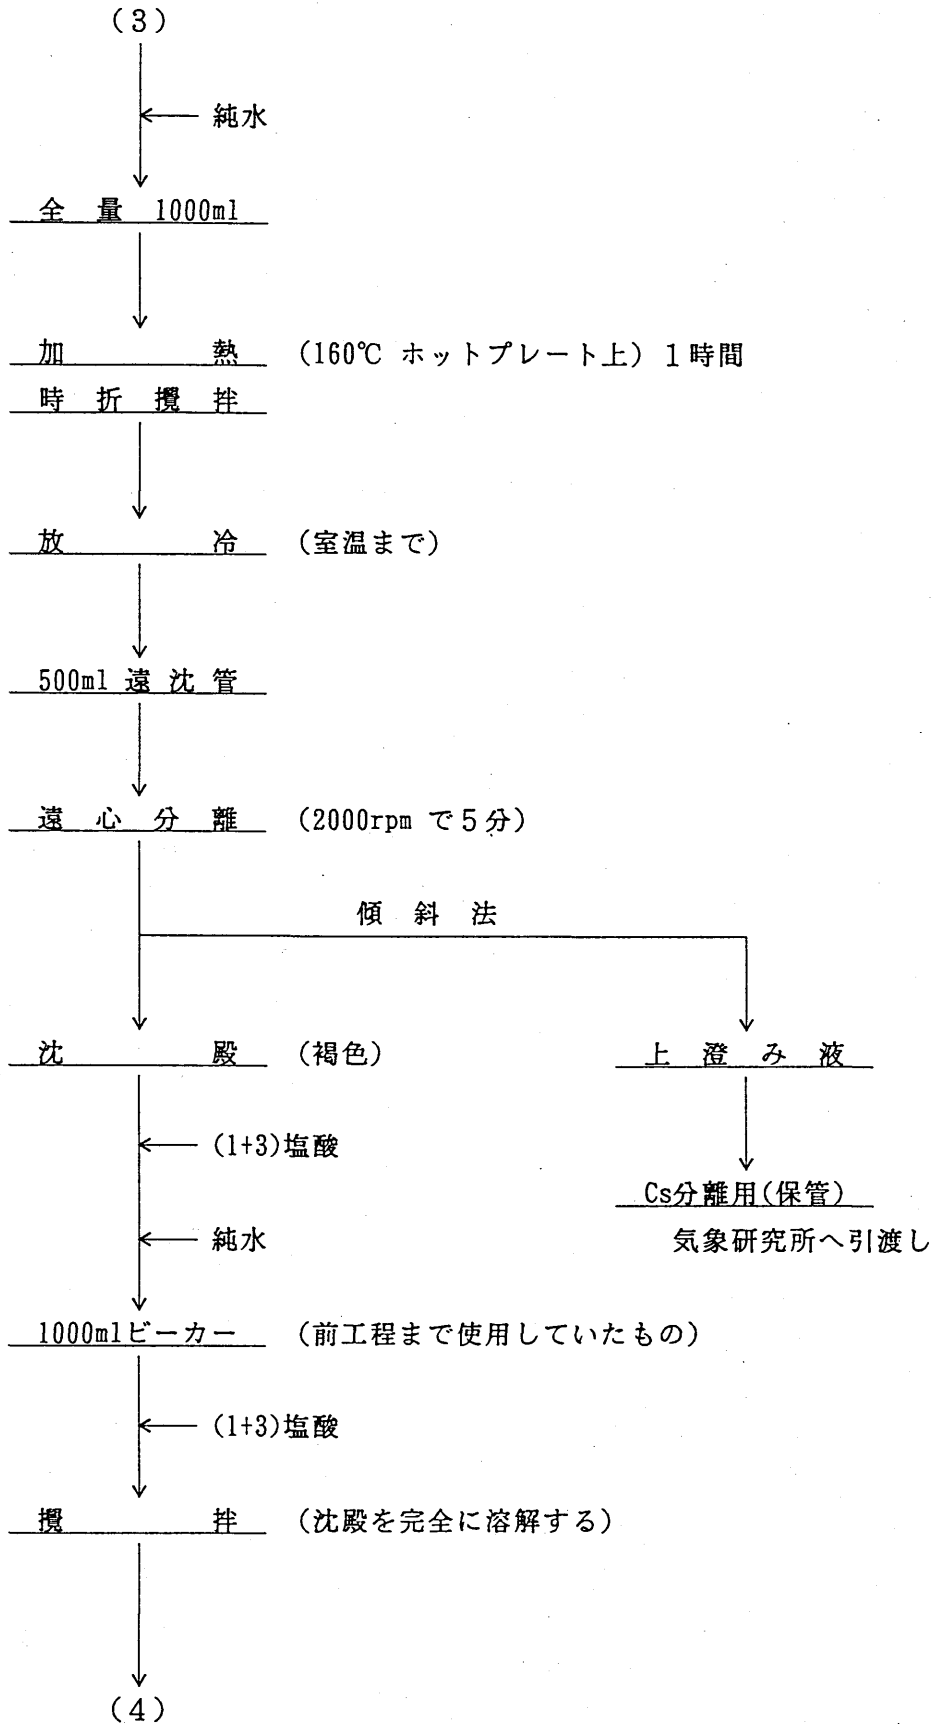 (3)
純水
全量 1000ml
加熱 (160℃ ホットプレート上) 1時間
時折攪拌
放冷 (室温まで)
500ml 遠沈管
遠心分離 (2000rpm で5分)
傾斜法
沈殿 (褐色)
上澄み液
(1+3)塩酸
Cs分離用(保管)
純水
気象研究所へ引渡し
1000mlビーカー (前工程まで使用していたもの)
(1+3)塩酸
攪拌 (沈殿を完全に溶解する)
(4)